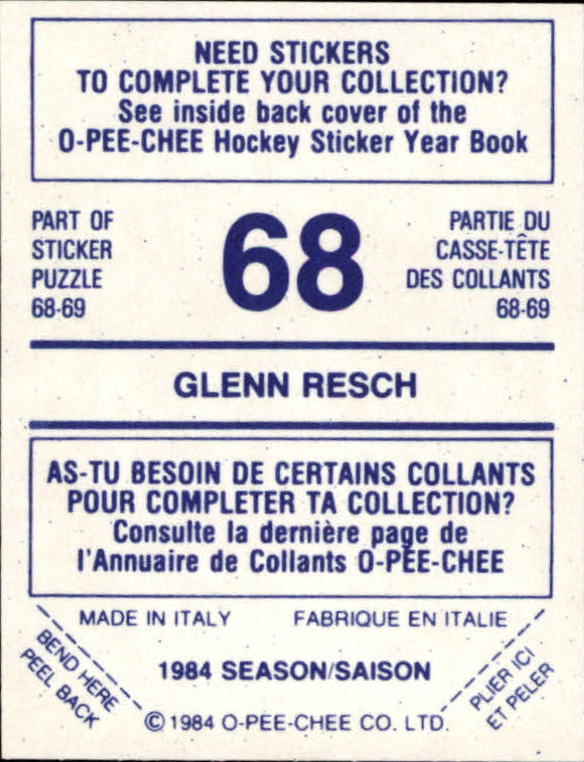 NEED STICKERS
TO COMPLETE YOUR COLLECTION?
See inside back cover of the
O-PEE-CHEE Hockey Sticker Year Book
PART OF
STICKER
PUZZLE
68-69
68
PARTIE DU
CASSE-TÊTE
DES COLLANTS
68-69
GLENN RESCH
AS-TU BESOIN DE CERTAINS COLLANTS
POUR COMPLETER TA COLLECTION?
Consulte la dernière page de
l'Annuaire de Collants O-PEE-CHEE
MADE IN ITALY
FABRIQUE EN ITALIE
BEND HERE
PEEL BACK
1984 SEASON/SAISON
PLIER ICI
ET PELER
© 1984 O-PEE-CHEE CO. LTD.